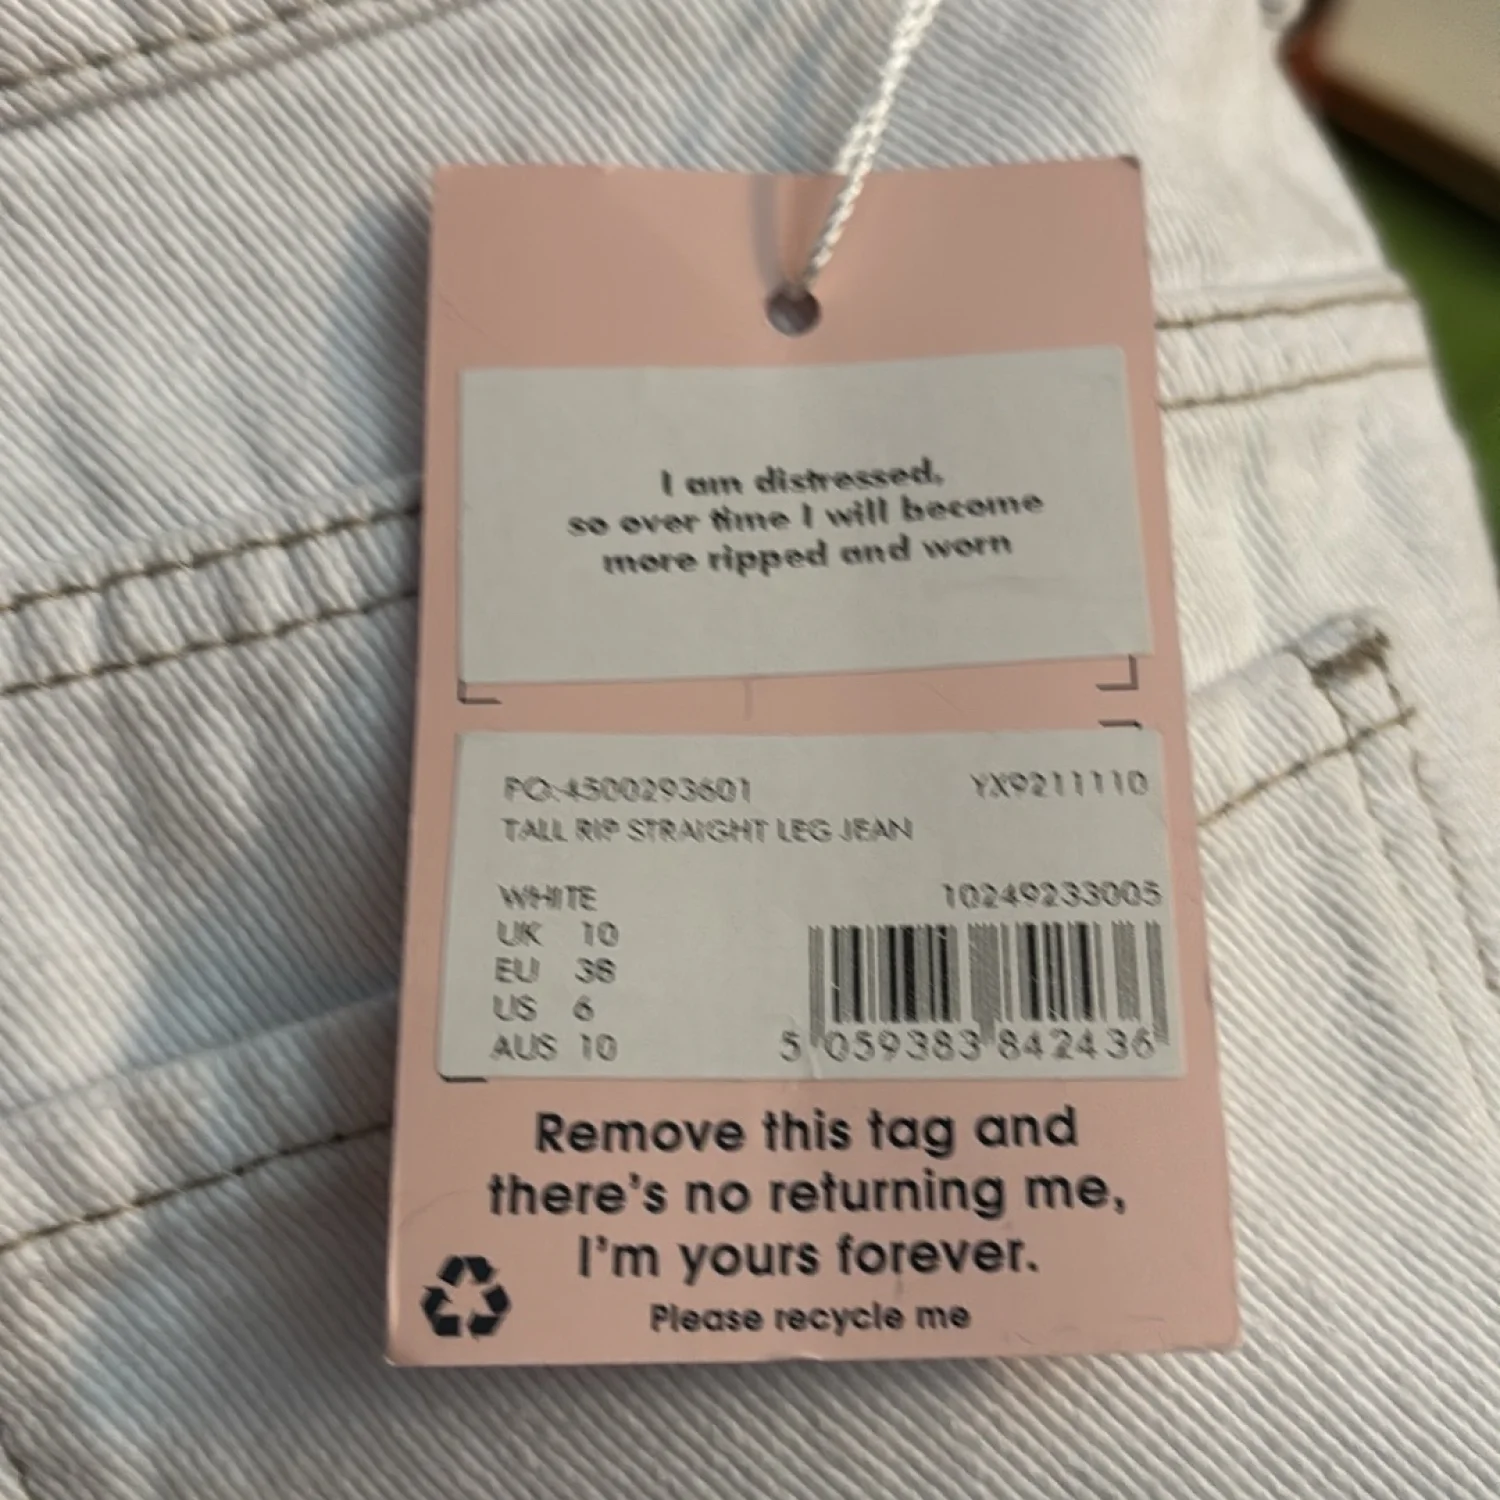 I am distressed,
so over time I will become
more ripped and worn
PO:4500293601 YX9211110
TALL RIP STRAIGHT LEG JEAN
WHITE 10249233005
UK 10
EU 38
US 6
AUS 10
5 059383 842436
Remove this tag and
there's no returning me,
I'm yours forever.
Please recycle me